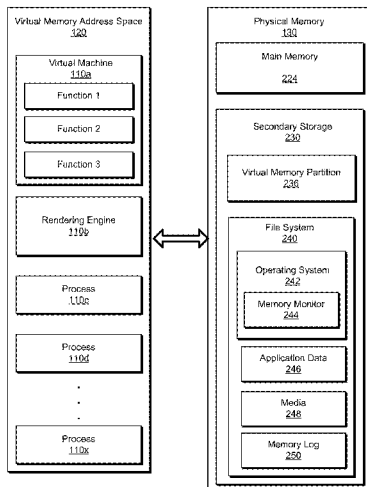 Virtual Memory Address Space
120
Virtual Machine
110a
Function 1
Function 2
Function 3
Rendering Engine
110b
Process
110c
Process
110d
.
.
.
Process
110x
Physical Memory
130
Main Memory
224
Secondary Storage
230
Virtual Memory Partition
236
File System
240
Operating System
242
Memory Monitor
244
Application Data
246
Media
248
Memory Log
250